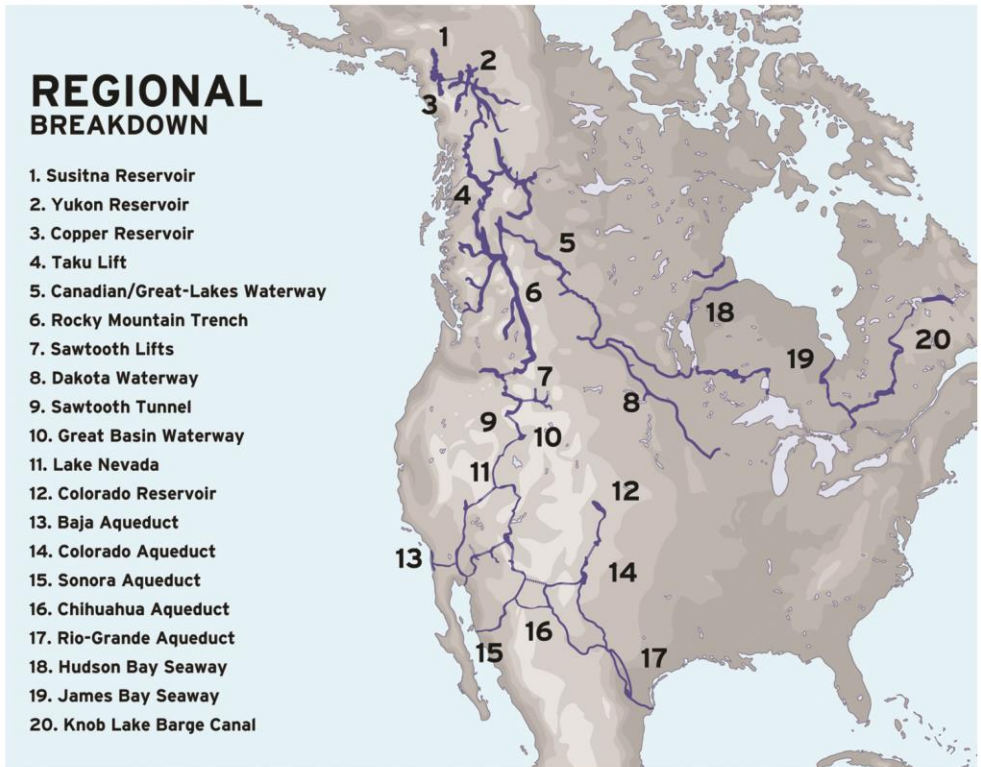 REGIONAL
BREAKDOWN
1. Susitna Reservoir
2. Yukon Reservoir
3. Copper Reservoir
4. Taku Lift
5. Canadian/Great-Lakes Waterway
6. Rocky Mountain Trench
7. Sawtooth Lifts
8. Dakota Waterway
9. Sawtooth Tunnel
10. Great Basin Waterway
11. Lake Nevada
12. Colorado Reservoir
13. Baja Aqueduct
14. Colorado Aqueduct
15. Sonora Aqueduct
16. Chihuahua Aqueduct
17. Rio-Grande Aqueduct
18. Hudson Bay Seaway
19. James Bay Seaway
20. Knob Lake Barge Canal
1
2
3
4
5
6
18
20
19
7
8
9
10
11
12
13
14
16
15
17